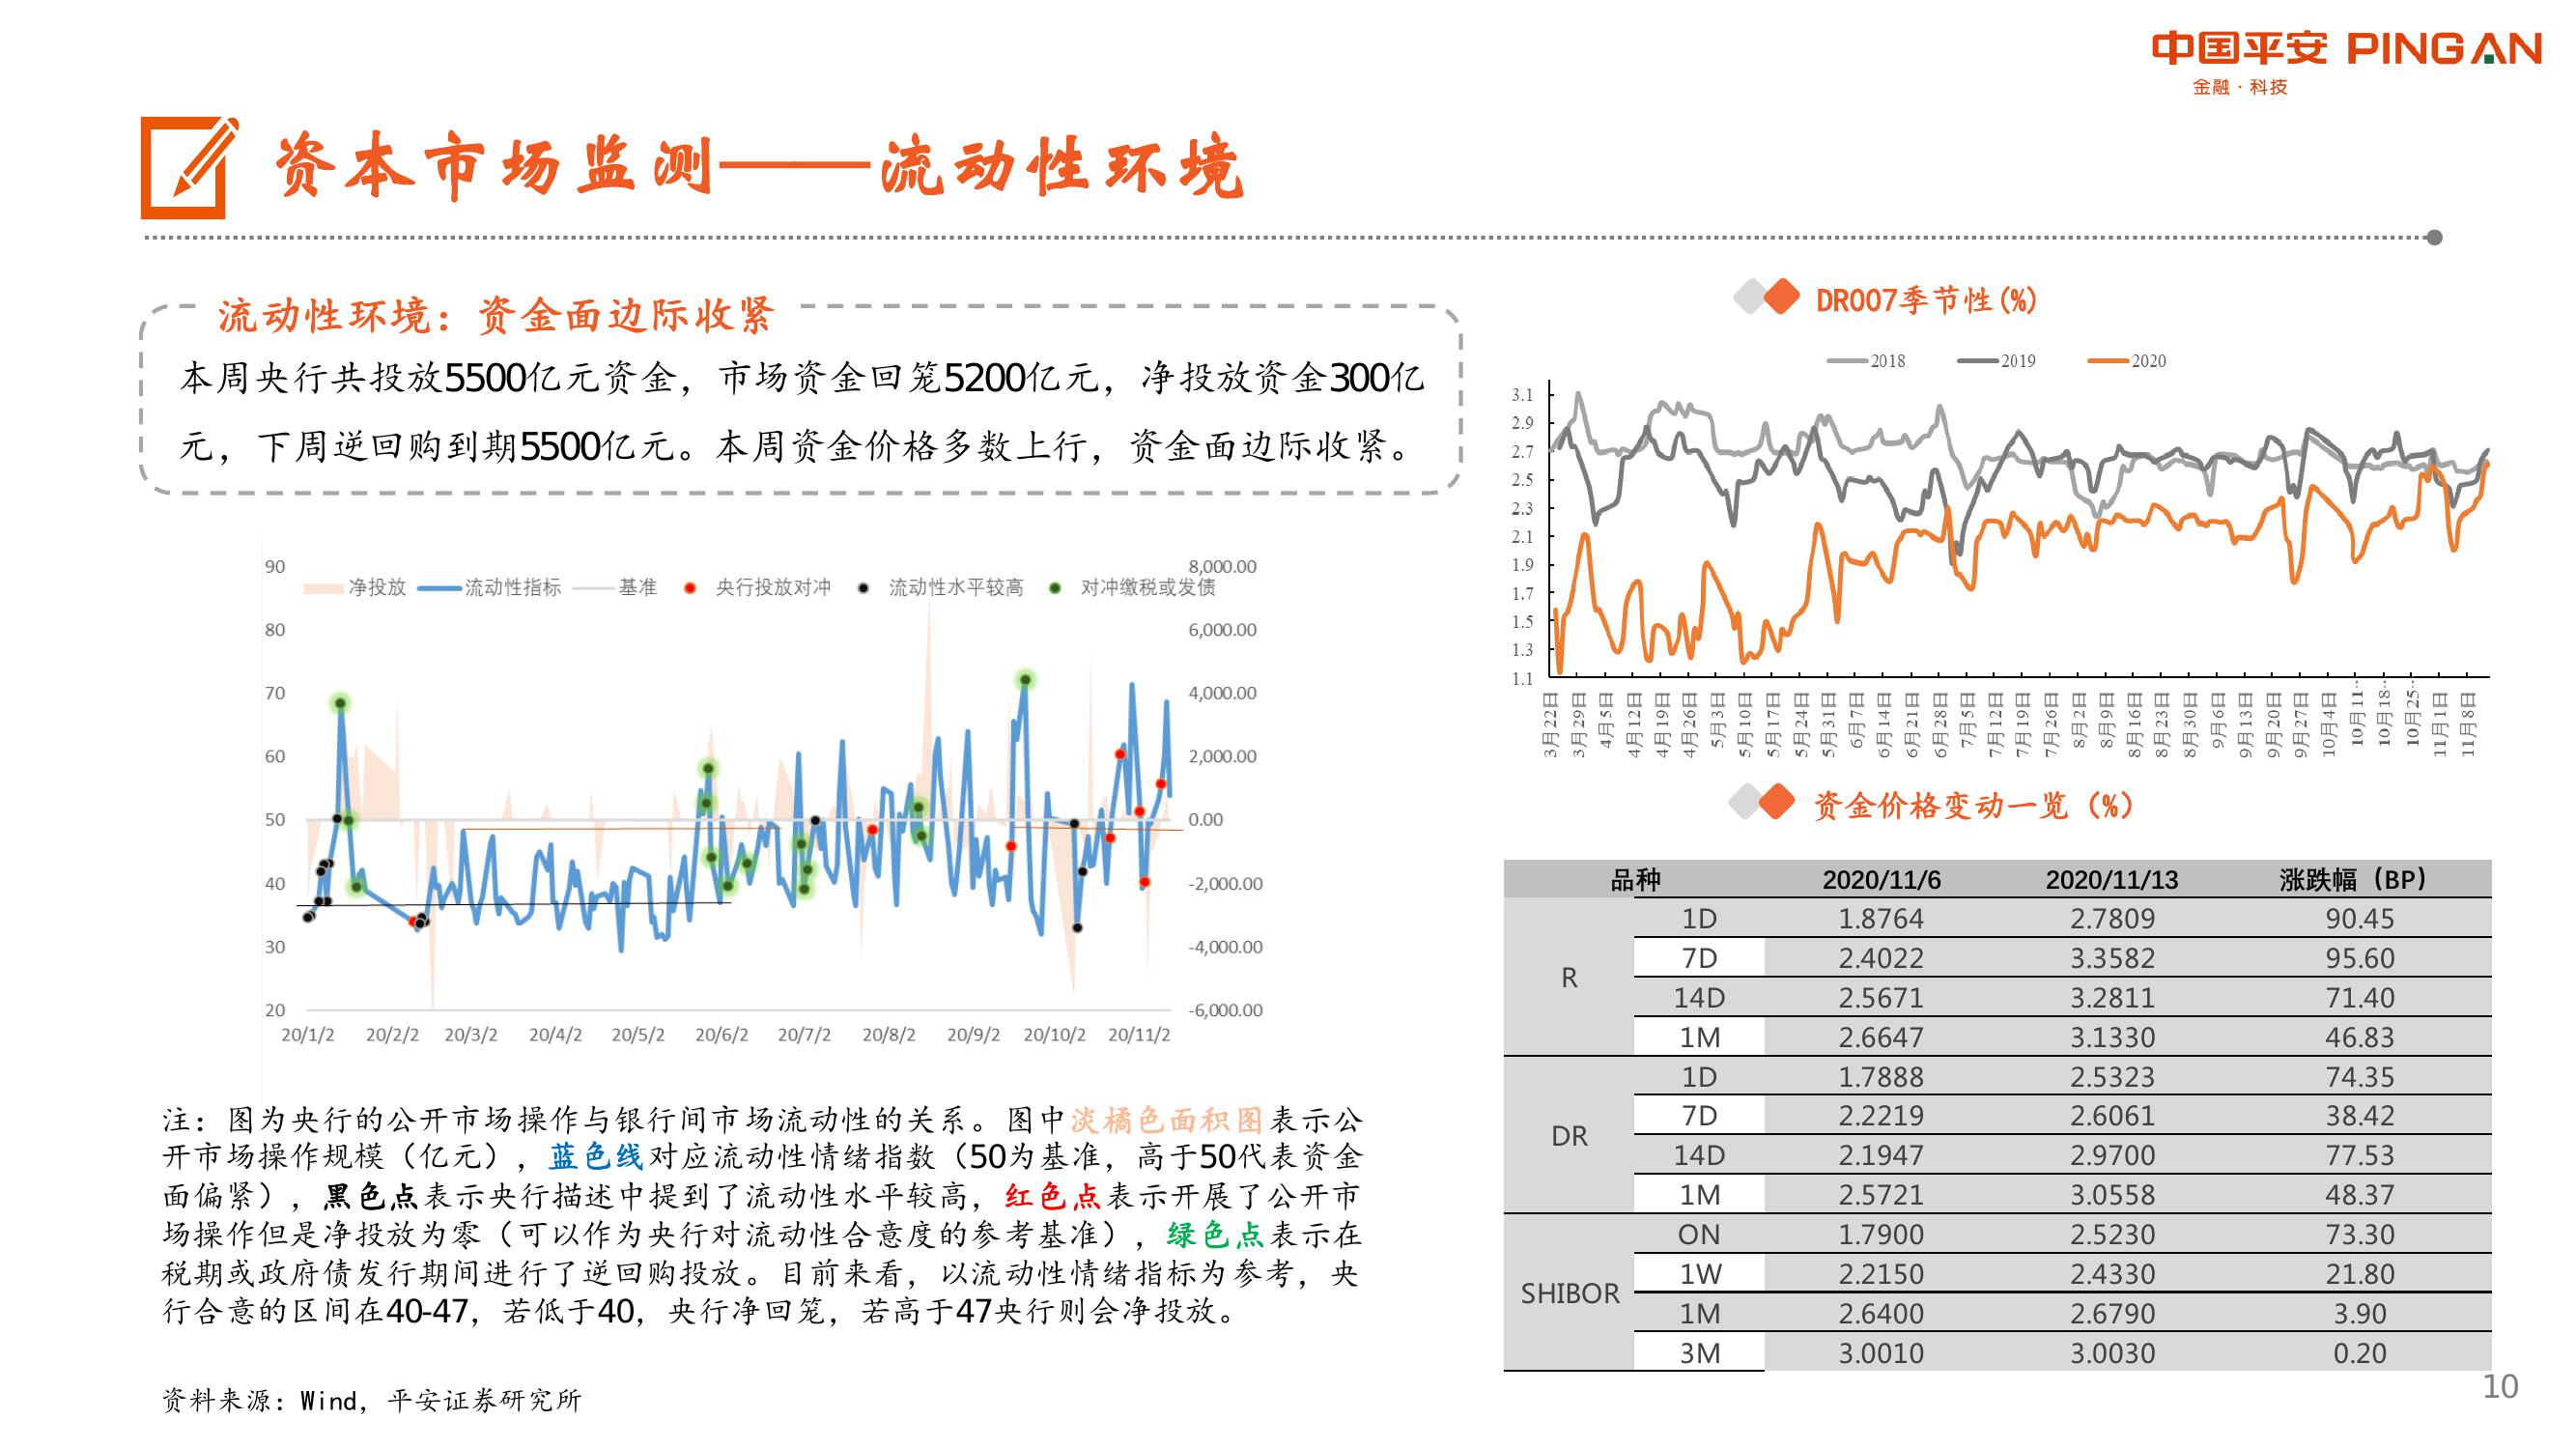 中国平安 PINGAN
金融·科技
资本市场监测——流动性环境
流动性环境：资金面边际收紧
本周央行共投放5500亿元资金，市场资金回笼5200亿元，净投放资金300亿
元，下周逆回购到期5500亿元。本周资金价格多数上行，资金面边际收紧。
90 8,000.00
净投放 流动性指标 基准 央行投放对冲 流动性水平较高 对冲缴税或发债
80 6,000.00
70 4,000.00
60 2,000.00
50 0.00
40 -2,000.00
30 -4,000.00
20 -6,000.00
20/1/2 20/2/2 20/3/2 20/4/2 20/5/2 20/6/2 20/7/2 20/8/2 20/9/2 20/10/2 20/11/2
注：图为央行的公开市场操作与银行间市场流动性的关系。图中淡橘色面积图表示公
开市场操作规模（亿元），蓝色线对应流动性情绪指数（50为基准，高于50代表资金
面偏紧），黑色点表示央行描述中提到了流动性水平较高，红色点表示开展了公开市
场操作但是净投放为零（可以作为央行对流动性合意度的参考基准），绿色点表示在
税期或政府债发行期间进行了逆回购投放。目前来看，以流动性情绪指标为参考，央
行合意的区间在40-47，若低于40，央行净回笼，若高于47央行则会净投放。
资料来源：Wind，平安证券研究所
DR007季节性(%)
2018 2019 2020
3.1
2.9
2.7
2.5
2.3
2.1
1.9
1.7
1.5
1.3
1.1
3月22日 3月29日 4月5日 4月12日 4月19日 4月26日 5月3日 5月10日 5月17日 5月24日 5月31日 6月7日 6月14日 6月21日 6月28日 7月5日 7月12日 7月19日 7月26日 8月2日 8月9日 8月16日 8月23日 8月30日 9月6日 9月13日 9月20日 9月27日 10月4日 10月11… 10月18… 10月25… 11月1日 11月8日
资金价格变动一览（%）
品种 2020/11/6 2020/11/13 涨跌幅（BP）
R
1D 1.8764 2.7809 90.45
7D 2.4022 3.3582 95.60
14D 2.5671 3.2811 71.40
1M 2.6647 3.1330 46.83
DR
1D 1.7888 2.5323 74.35
7D 2.2219 2.6061 38.42
14D 2.1947 2.9700 77.53
1M 2.5721 3.0558 48.37
SHIBOR
ON 1.7900 2.5230 73.30
1W 2.2150 2.4330 21.80
1M 2.6400 2.6790 3.90
3M 3.0010 3.0030 0.20
10